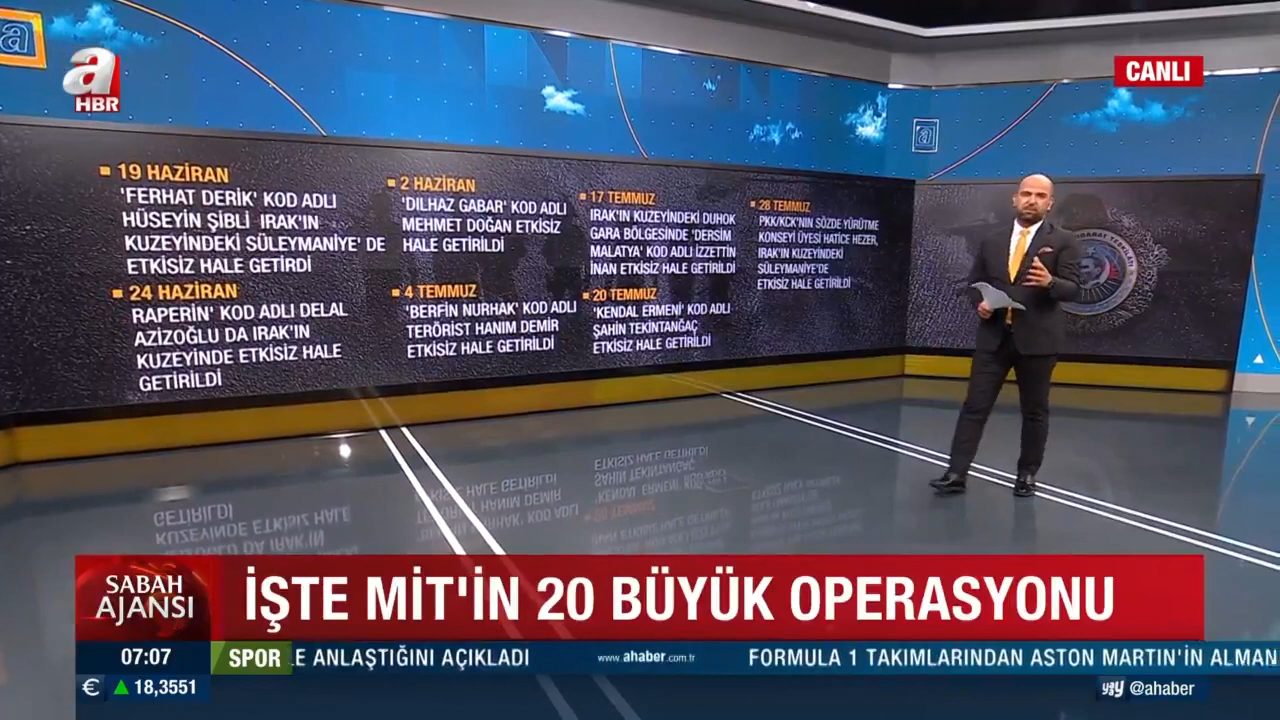 a
a
HBR
CANLI
a
19 HAZİRAN
'FERHAT DERİK' KOD ADLI
HÜSEYİN ŞİBLİ IRAK'IN
KUZEYİNDEKİ SÜLEYMANİYE' DE
ETKİSİZ HALE GETİRDİ
24 HAZİRAN
RAPERİN' KOD ADLI DELAL
AZİZOĞLU DA IRAK'IN
KUZEYİNDE ETKİSİZ HALE
GETİRİLDİ
2 HAZİRAN
'DILHAZ GABAR' KOD ADLI
MEHMET DOĞAN ETKİSİZ
HALE GETİRİLDİ
4 TEMMUZ
'BERFİN NURHAK' KOD ADLI
TERÖRİST HANIM DEMİR
ETKİSİZ HALE GETİRİLDİ
17 TEMMUZ
IRAK'IN KUZEYİNDEKİ DUHOK
GARA BÖLGESİNDE 'DERSİM
MALATYA' KOD ADLI İZZETTİN
İNAN ETKİSİZ HALE GETİRİLDİ
20 TEMMUZ
'KENDAL ERMENİ' KOD ADLI
ŞAHİN TEKİNTANGAÇ
ETKİSİZ HALE GETİRİLDİ
28 TEMMUZ
PKK/KCK'NIN SÖZDE YÜRÜTME
KONSEYİ ÜYESİ HATİCE HEZER,
IRAK'IN KUZEYİNDEKİ
SÜLEYMANİYE'DE
ETKİSİZ HALE GETİRİLDİ
SABAH
AJANSI
İŞTE MİT'İN 20 BÜYÜK OPERASYONU
07:07
SPOR
LE ANLAŞTIĞINI AÇIKLADI
www.ahaber.com.tr
FORMULA 1 TAKIMLARINDAN ASTON MARTIN'İN ALMAN
€ 18,3551
@ahaber